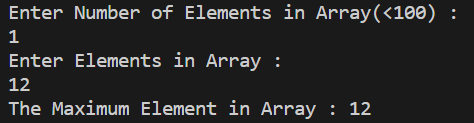 Enter Number of Elements in Array(<100) :
1
Enter Elements in Array :
12
The Maximum Element in Array : 12